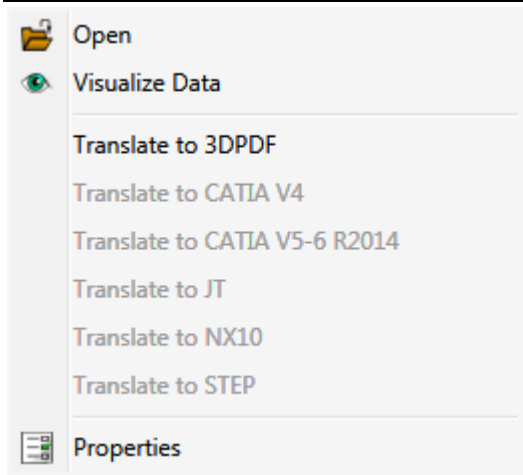 Open
Visualize Data
Translate to 3DPDF
Translate to CATIA V4
Translate to CATIA V5-6 R2014
Translate to JT
Translate to NX10
Translate to STEP
Properties